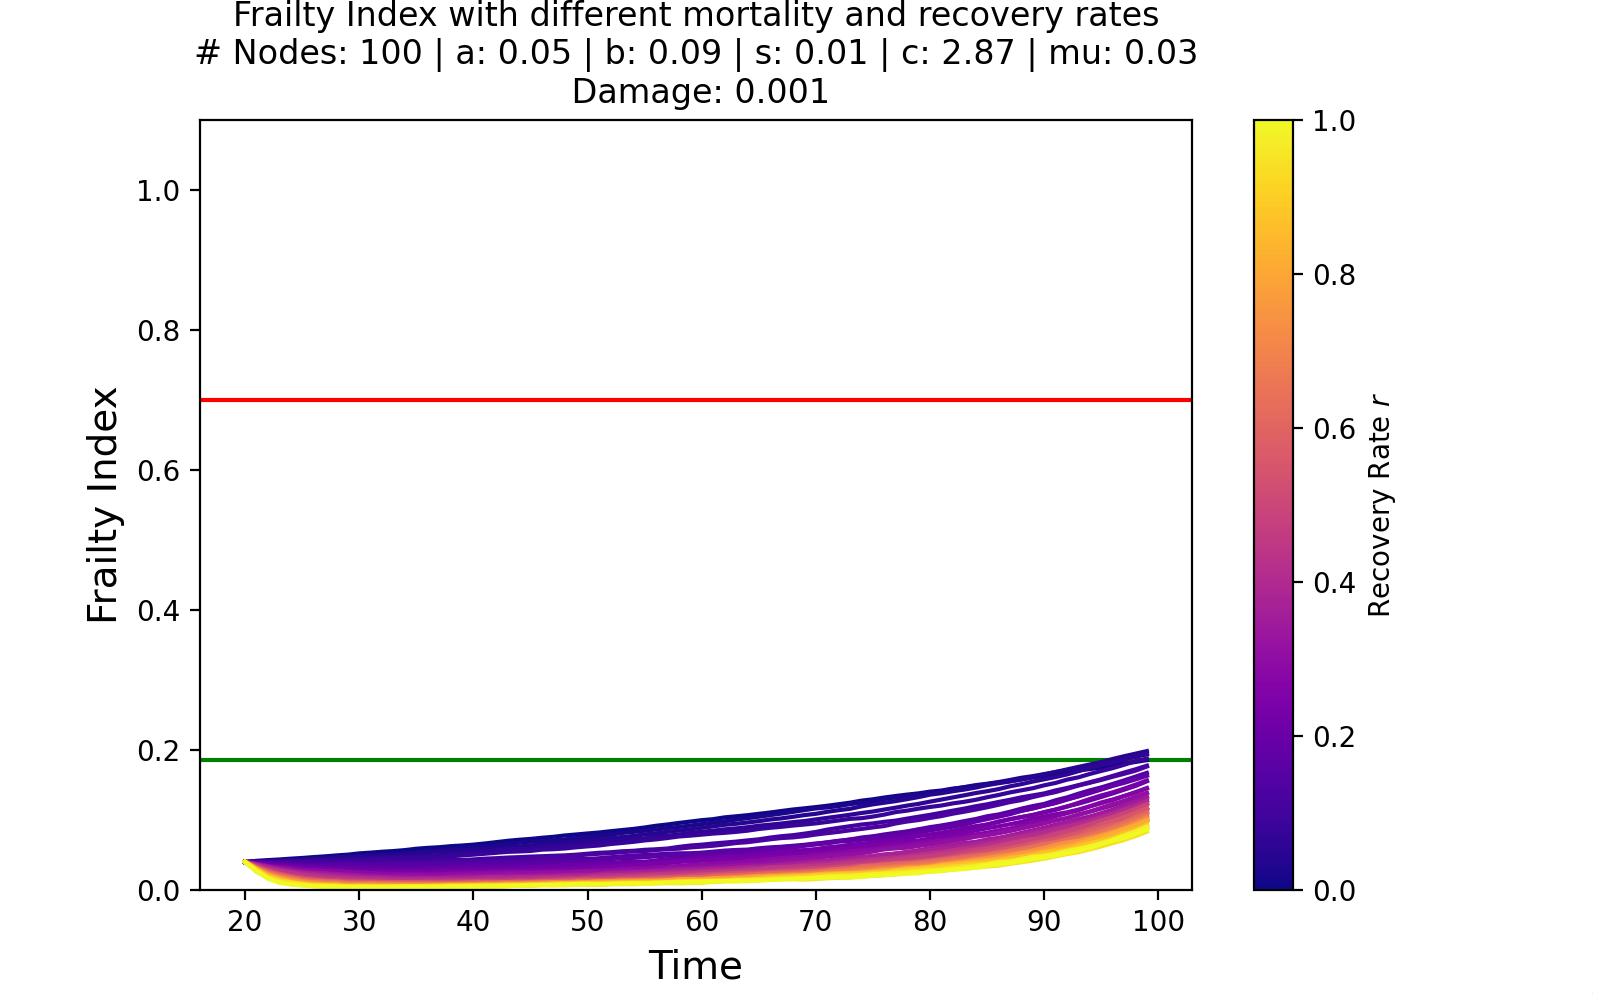 Frailty Index with different mortality and recovery rates
# Nodes: 100 | a: 0.05 | b: 0.09 | s: 0.01 | c: 2.87 | mu: 0.03
Damage: 0.001
Frailty Index
1.0
0.8
0.6
0.4
0.2
0.0
20 30 40 50 60 70 80 90 100
Time
1.0
0.8
0.6
0.4
0.2
0.0
Recovery Rate r